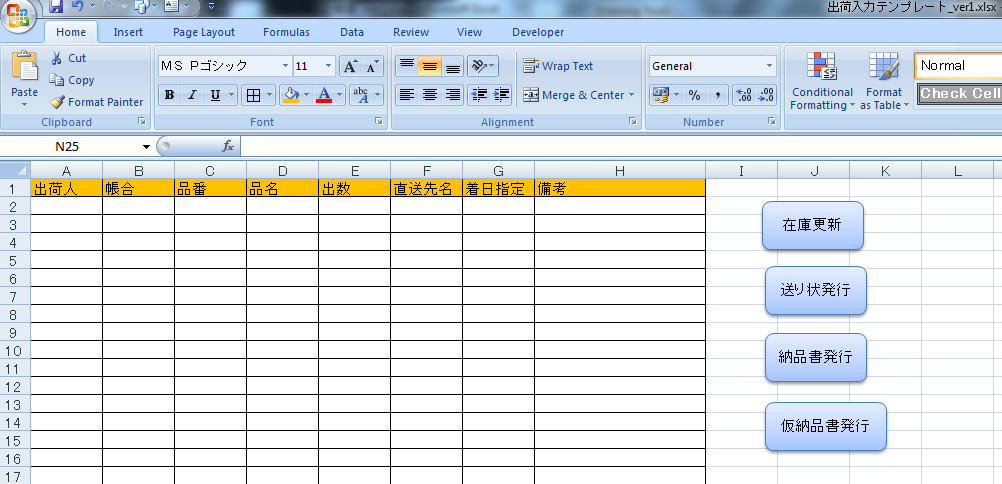 出荷入力テンプレート_ver1.xlsx -
Home Insert Page Layout Formulas Data Review View Developer
Paste
Cut
Copy
Format Painter
Clipboard
MS Pゴシック 11 A A
B I U A abc A
Font
Wrap Text
Merge & Center
Alignment
General
% , .0 .00 .00 .0
Number
Conditional Formatting
Format as Table
Normal
Check Cell
N25 fx
A B C D E F G H I J K L
1 出荷人 帳合 品番 品名 出数 直送先名 着日指定 備考
2
3
4
5
6
7
8
9
10
11
12
13
14
15
16
17
在庫更新
送り状発行
納品書発行
仮納品書発行